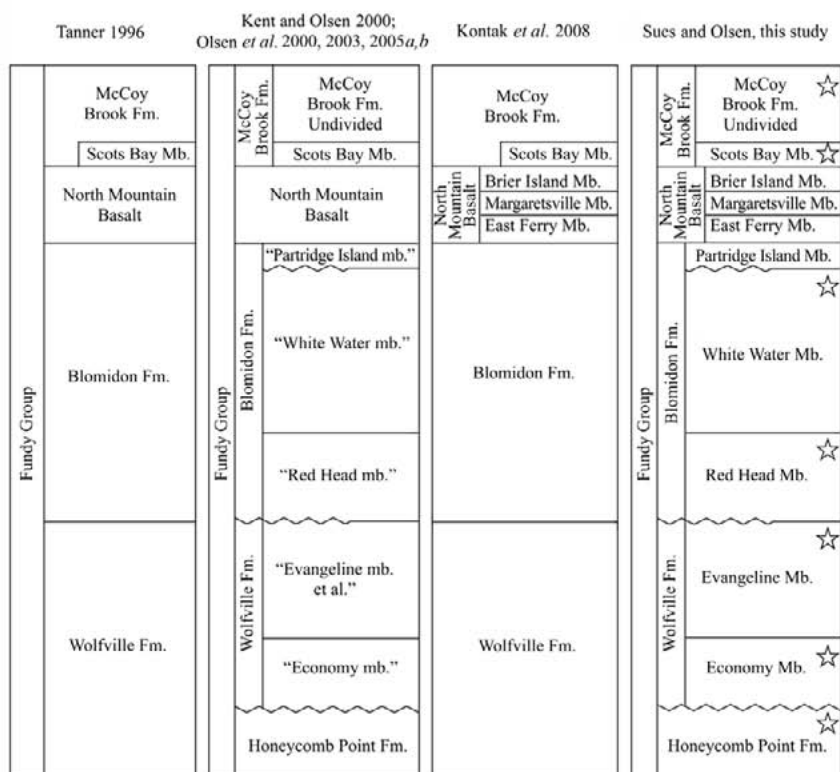 Tanner 1996
Fundy Group
McCoy
Brook Fm.
Scots Bay Mb.
North Mountain
Basalt
Blomidon Fm.
Wolfville Fm.
Kent and Olsen 2000;
Olsen et al. 2000, 2003, 2005a,b
Fundy Group
McCoy
Brook Fm.
McCoy
Brook Fm.
Undivided
Scots Bay Mb.
North Mountain
Basalt
Blomidon Fm.
"Partridge Island mb."
"White Water mb."
"Red Head mb."
Wolfville Fm.
"Evangeline mb.
et al."
"Economy mb."
Honeycomb Point Fm.
Kontak et al. 2008
McCoy
Brook Fm.
Scots Bay Mb.
North
Mountain
Basalt
Brier Island Mb.
Margaretsville Mb.
East Ferry Mb.
Blomidon Fm.
Wolfville Fm.
Sues and Olsen, this study
Fundy Group
McCoy
Brook Fm.
McCoy
Brook Fm.
Undivided
Scots Bay Mb.
North
Mountain
Basalt
Brier Island Mb.
Margaretsville Mb.
East Ferry Mb.
Blomidon Fm.
Partridge Island Mb.
White Water Mb.
Red Head Mb.
Wolfville Fm.
Evangeline Mb.
Economy Mb.
Honeycomb Point Fm.